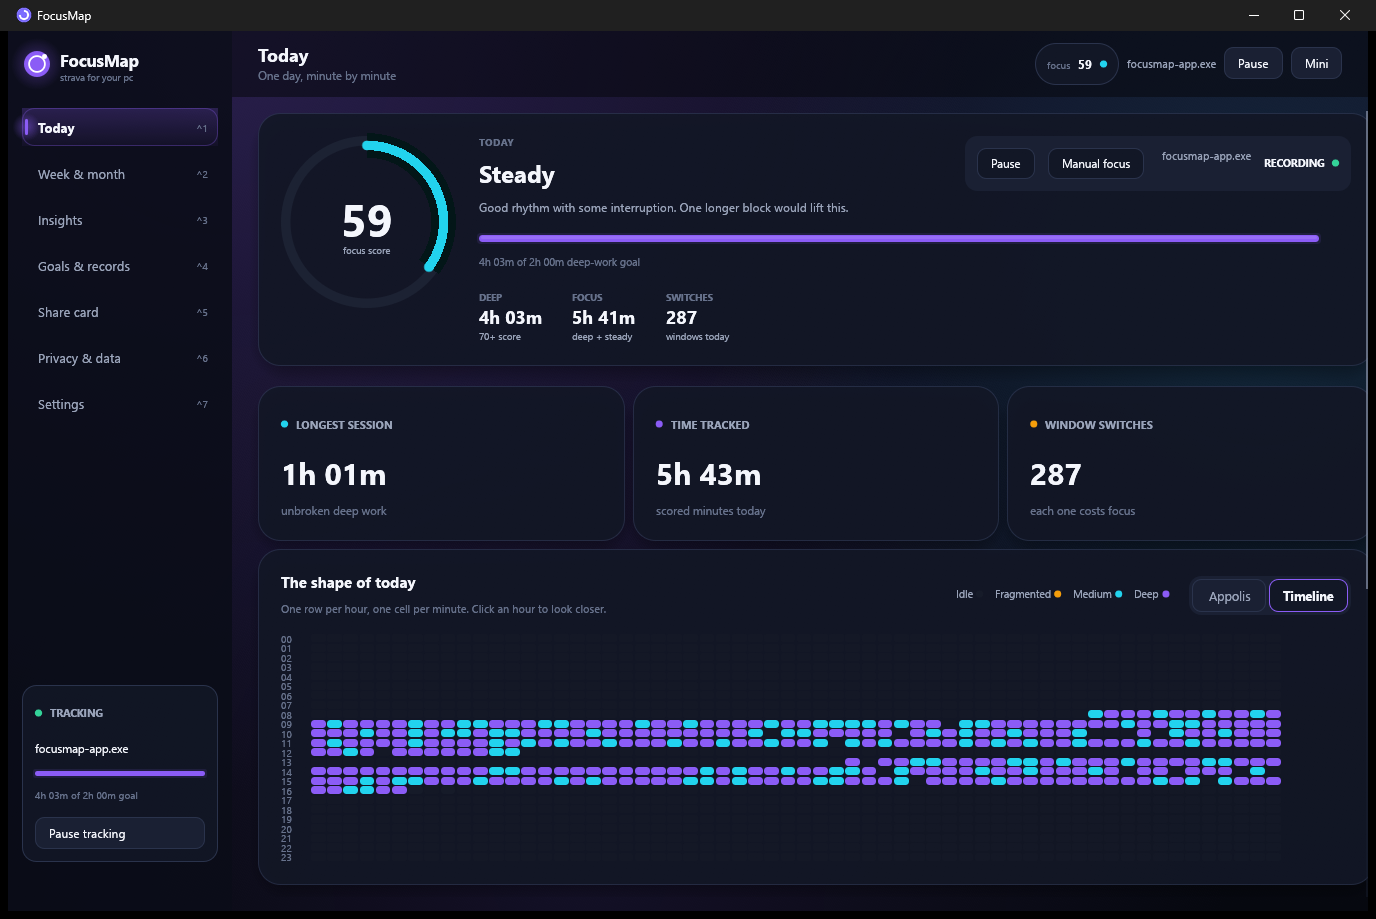 FocusMap
FocusMap
strava for your pc
Today ^1
Week & month ^2
Insights ^3
Goals & records ^4
Share card ^5
Privacy & data ^6
Settings ^7
TRACKING
focusmap-app.exe
4h 03m of 2h 00m goal
Pause tracking
Today
One day, minute by minute
focus 59
focusmap-app.exe
Pause
Mini
59
focus score
TODAY
Steady
Good rhythm with some interruption. One longer block would lift this.
4h 03m of 2h 00m deep-work goal
Pause
Manual focus
focusmap-app.exe
RECORDING
DEEP
4h 03m
70+ score
FOCUS
5h 41m
deep + steady
SWITCHES
287
windows today
LONGEST SESSION
1h 01m
unbroken deep work
TIME TRACKED
5h 43m
scored minutes today
WINDOW SWITCHES
287
each one costs focus
The shape of today
One row per hour, one cell per minute. Click an hour to look closer.
Idle
Fragmented
Medium
Deep
Appolis
Timeline
00
01
02
03
04
05
06
07
08
09
10
11
12
13
14
15
16
17
18
19
20
21
22
23